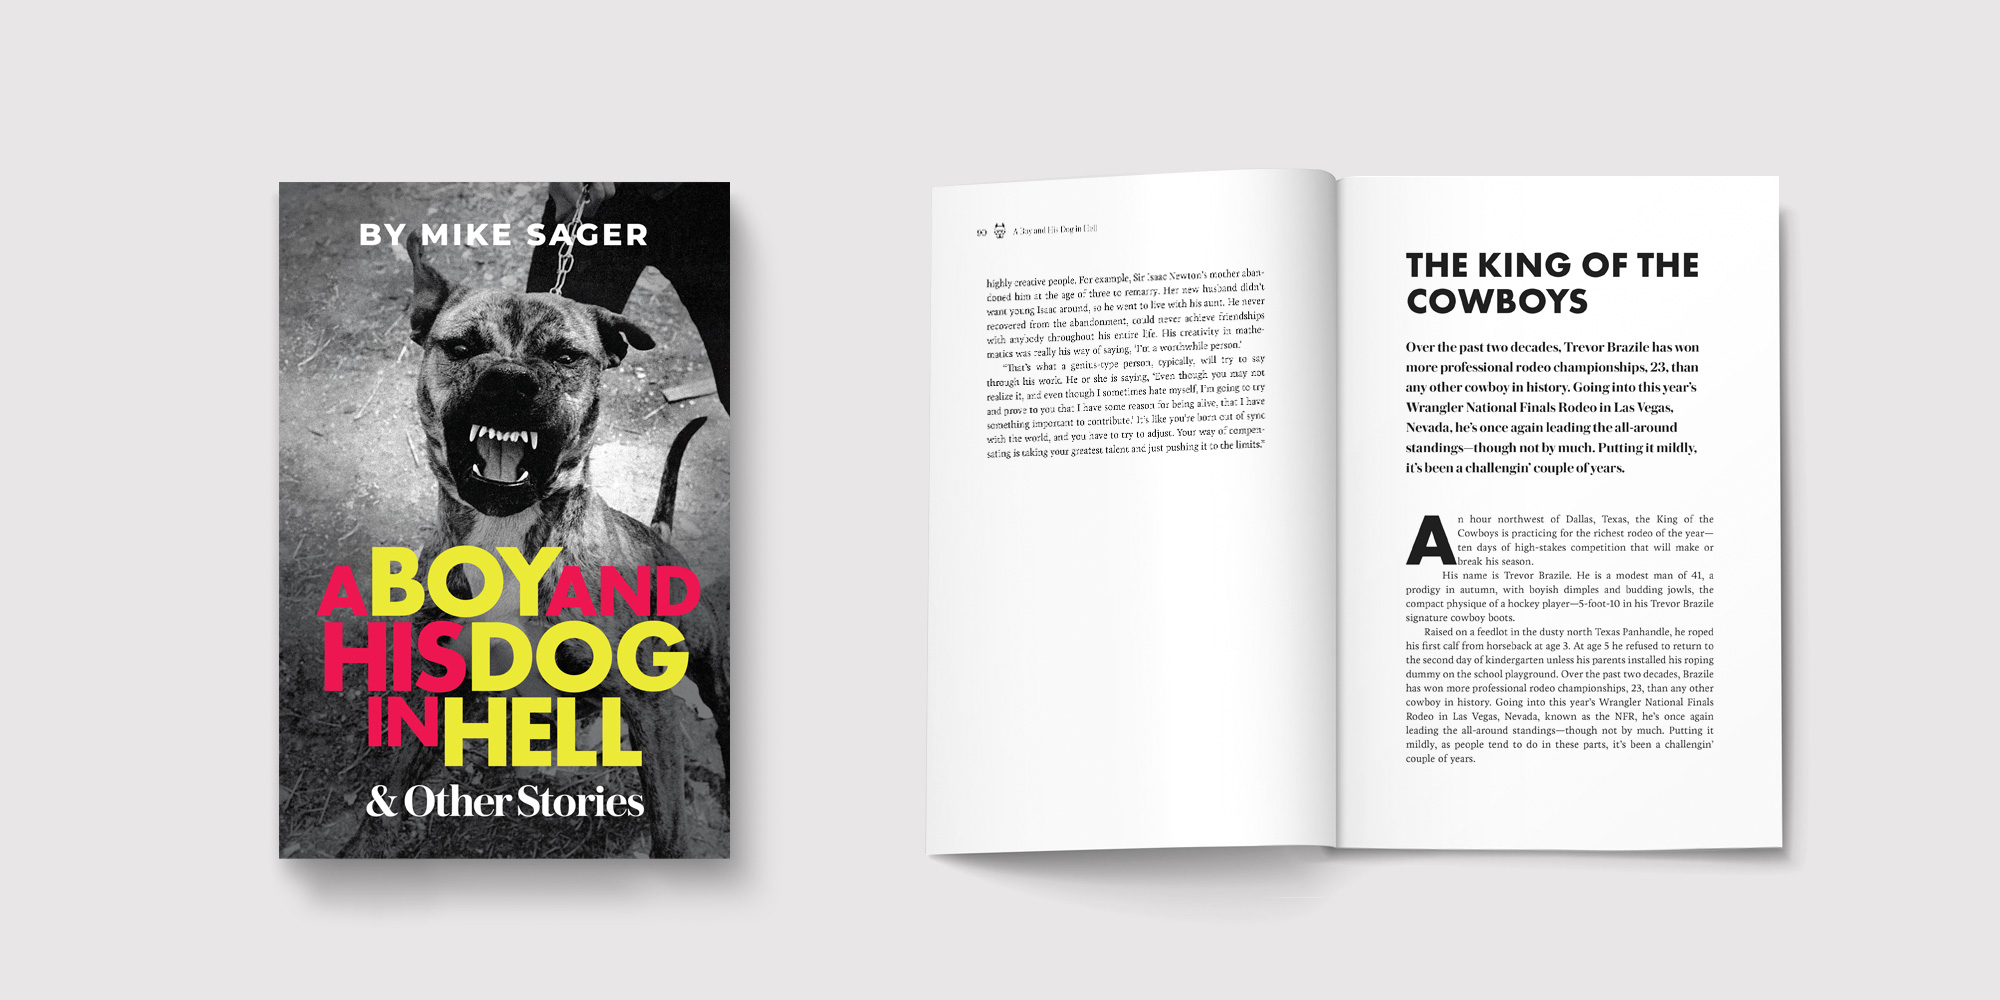 BY MIKE SAGER
A BOY AND
HIS DOG
IN HELL
& Other Stories
90 A Boy and His Dog in Hell
highly creative people. For example, Sir Isaac Newton's mother aban-
doned him at the age of three to remarry. Her new husband didn't
want young Isaac around, so he went to live with his aunt. He never
recovered from the abandonment, could never achieve friendships
with anybody throughout his entire life. His creativity in mathe-
matics was really his way of saying, 'I'm a worthwhile person.'
“That's what a genius-type person, typically, will try to say
through his work. He or she is saying, 'Even though you may not
realize it, and even though I sometimes hate myself, I'm going to try
and prove to you that I have some reason for being alive, that I have
something important to contribute.' It's like you're born out of sync
with the world, and you have to try to adjust. Your way of compen-
sating is taking your greatest talent and just pushing it to the limits.”
THE KING OF THE
COWBOYS
Over the past two decades, Trevor Brazile has won
more professional rodeo championships, 23, than
any other cowboy in history. Going into this year's
Wrangler National Finals Rodeo in Las Vegas,
Nevada, he's once again leading the all-around
standings—though not by much. Putting it mildly,
it's been a challengin' couple of years.
An hour northwest of Dallas, Texas, the King of the
Cowboys is practicing for the richest rodeo of the year—
ten days of high-stakes competition that will make or
break his season.
His name is Trevor Brazile. He is a modest man of 41, a
prodigy in autumn, with boyish dimples and budding jowls, the
compact physique of a hockey player—5-foot-10 in his Trevor Brazile
signature cowboy boots.
Raised on a feedlot in the dusty north Texas Panhandle, he roped
his first calf from horseback at age 3. At age 5 he refused to return to
the second day of kindergarten unless his parents installed his roping
dummy on the school playground. Over the past two decades, Brazile
has won more professional rodeo championships, 23, than any other
cowboy in history. Going into this year's Wrangler National Finals
Rodeo in Las Vegas, Nevada, known as the NFR, he's once again
leading the all-around standings—though not by much. Putting it
mildly, as people tend to do in these parts, it's been a challengin'
couple of years.